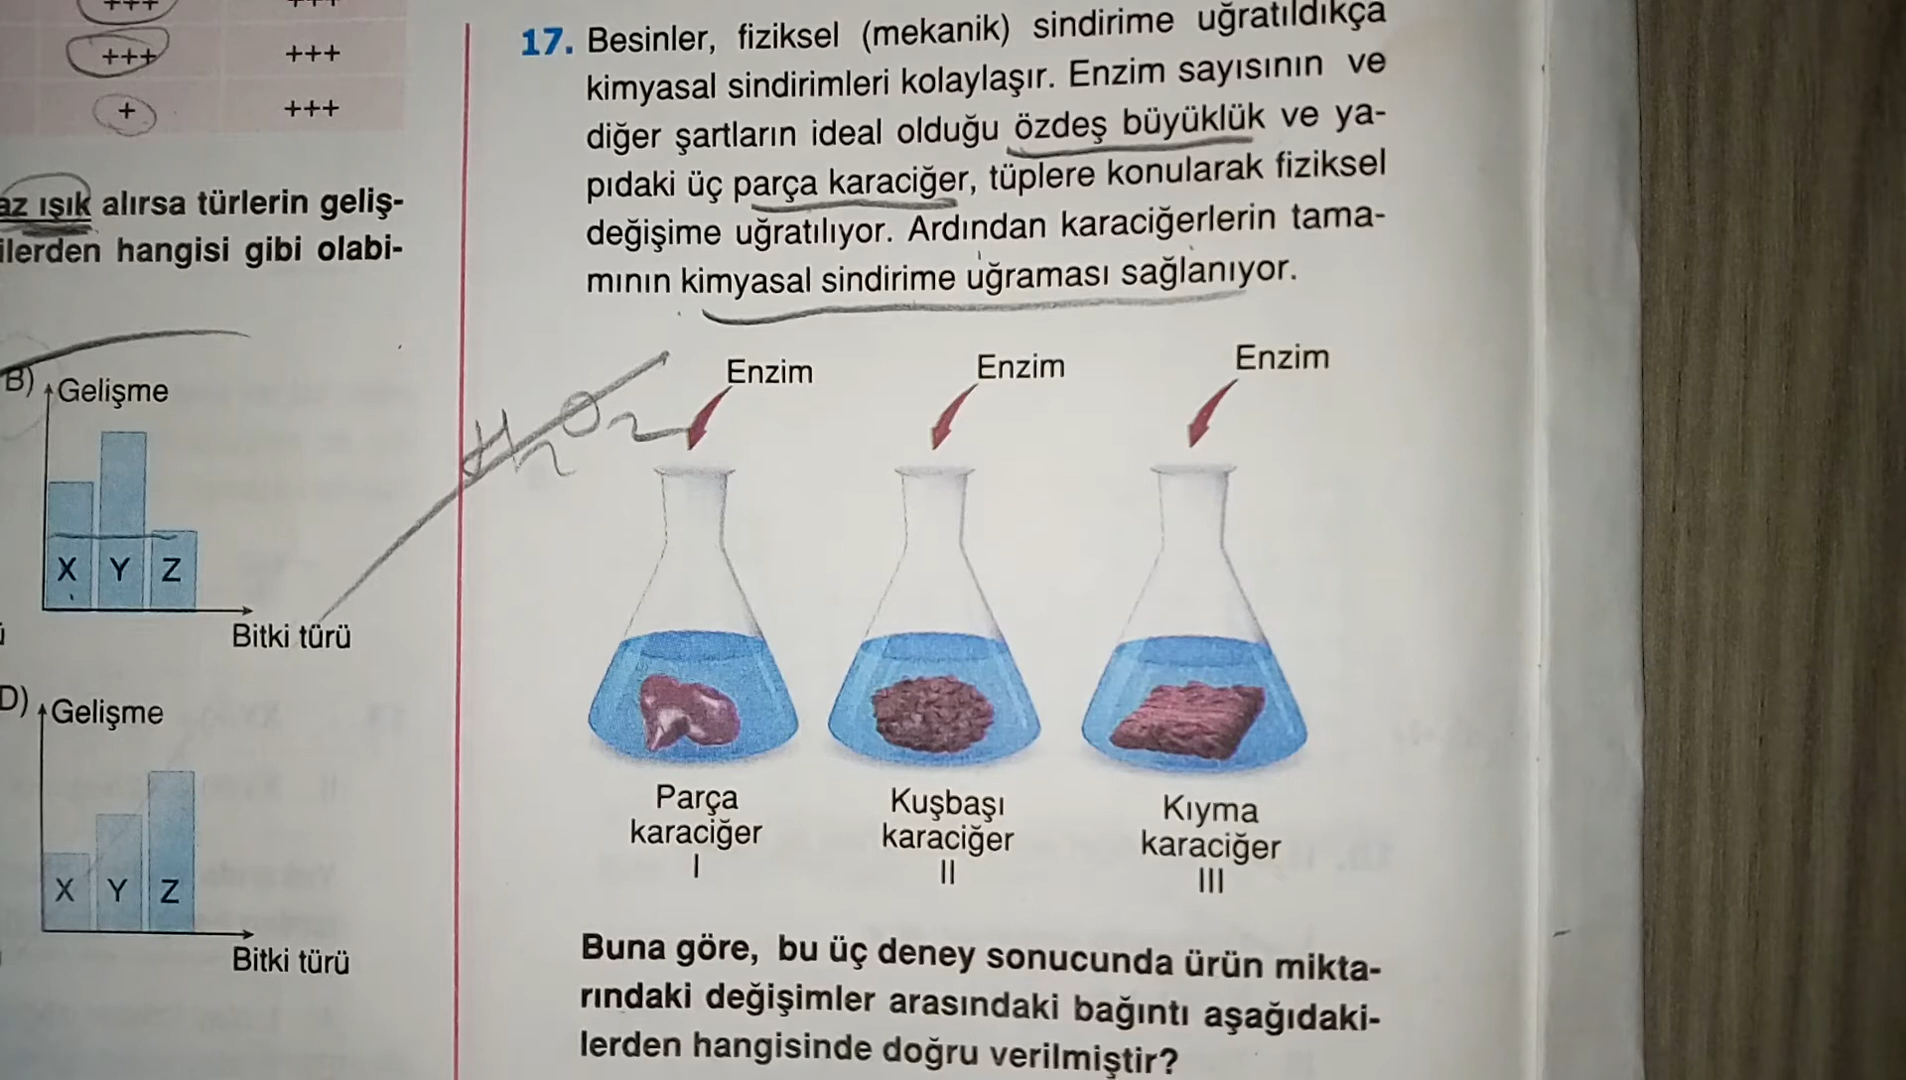 +++ +++
+++ +++
+ +++
az ışık alırsa türlerin geliş-
ilerden hangisi gibi olabi-
B) Gelişme
X Y Z
Bitki türü
D) Gelişme
X Y Z
Bitki türü
17. Besinler, fiziksel (mekanik) sindirime uğratıldıkça
kimyasal sindirimleri kolaylaşır. Enzim sayısının ve
diğer şartların ideal olduğu özdeş büyüklük ve ya-
pıdaki üç parça karaciğer, tüplere konularak fiziksel
değişime uğratılıyor. Ardından karaciğerlerin tama-
mının kimyasal sindirime uğraması sağlanıyor.
H2O2
Enzim Enzim Enzim
Parça
karaciğer
I
Kuşbaşı
karaciğer
II
Kıyma
karaciğer
III
Buna göre, bu üç deney sonucunda ürün mikta-
rındaki değişimler arasındaki bağıntı aşağıdaki-
lerden hangisinde doğru verilmiştir?